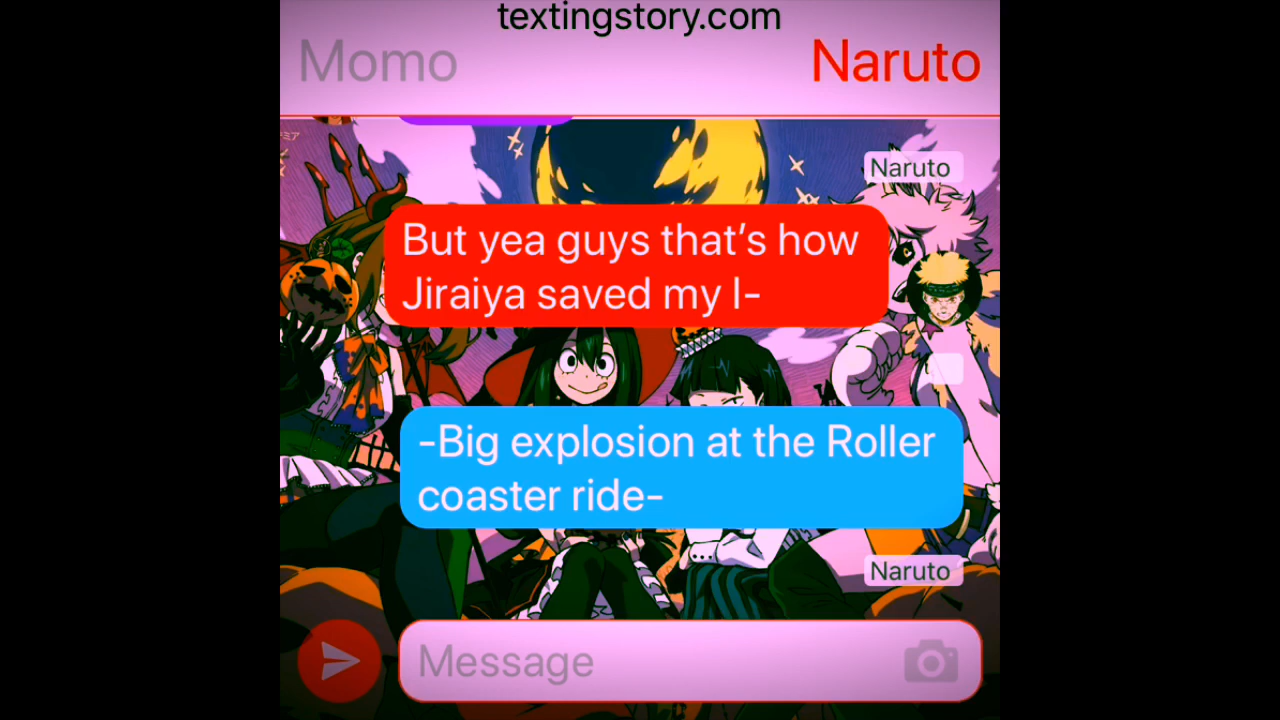 textingstory.com
Momo
Naruto
Naruto
But yea guys that's how
Jiraiya saved my l-
-Big explosion at the Roller
coaster ride-
Naruto
Message